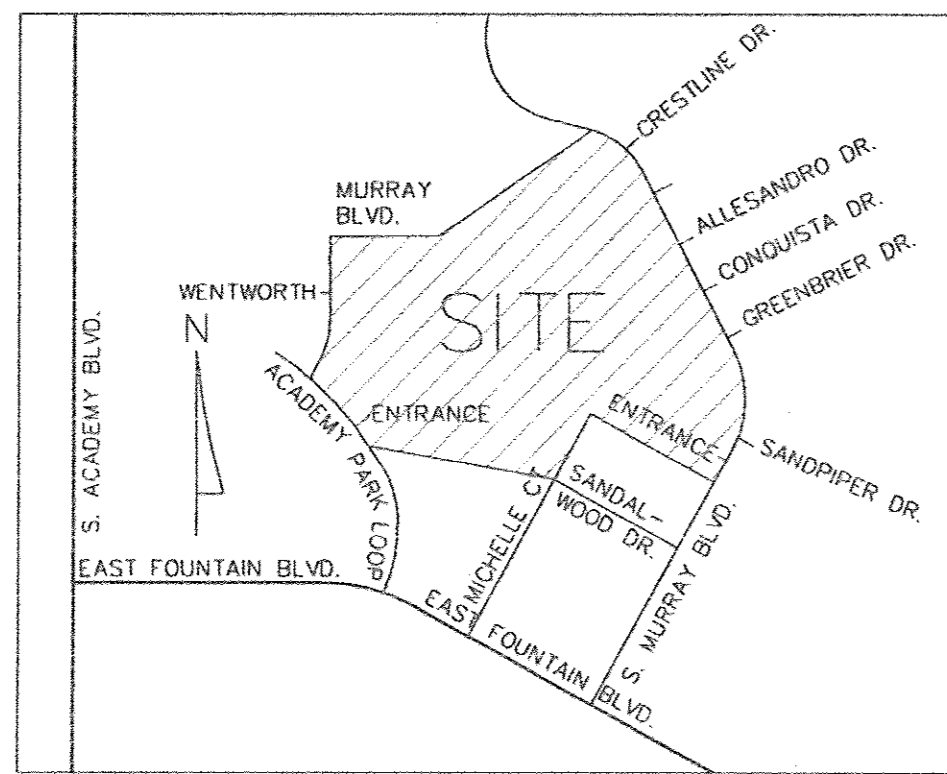 CRESTLINE DR.
ALLESANDRO DR.
MURRAY
BLVD.
CONQUISTA DR.
GREENBRIER DR.
WENTWORTH
N
SITE
S. ACADEMY BLVD.
ACADEMY PARK LOOP
ENTRANCE
ENTRANCE
SANDPIPER DR.
SANDAL-
WOOD DR.
MICHELLE CT
S. MURRAY BLVD.
EAST FOUNTAIN BLVD.
EAST FOUNTAIN BLVD.